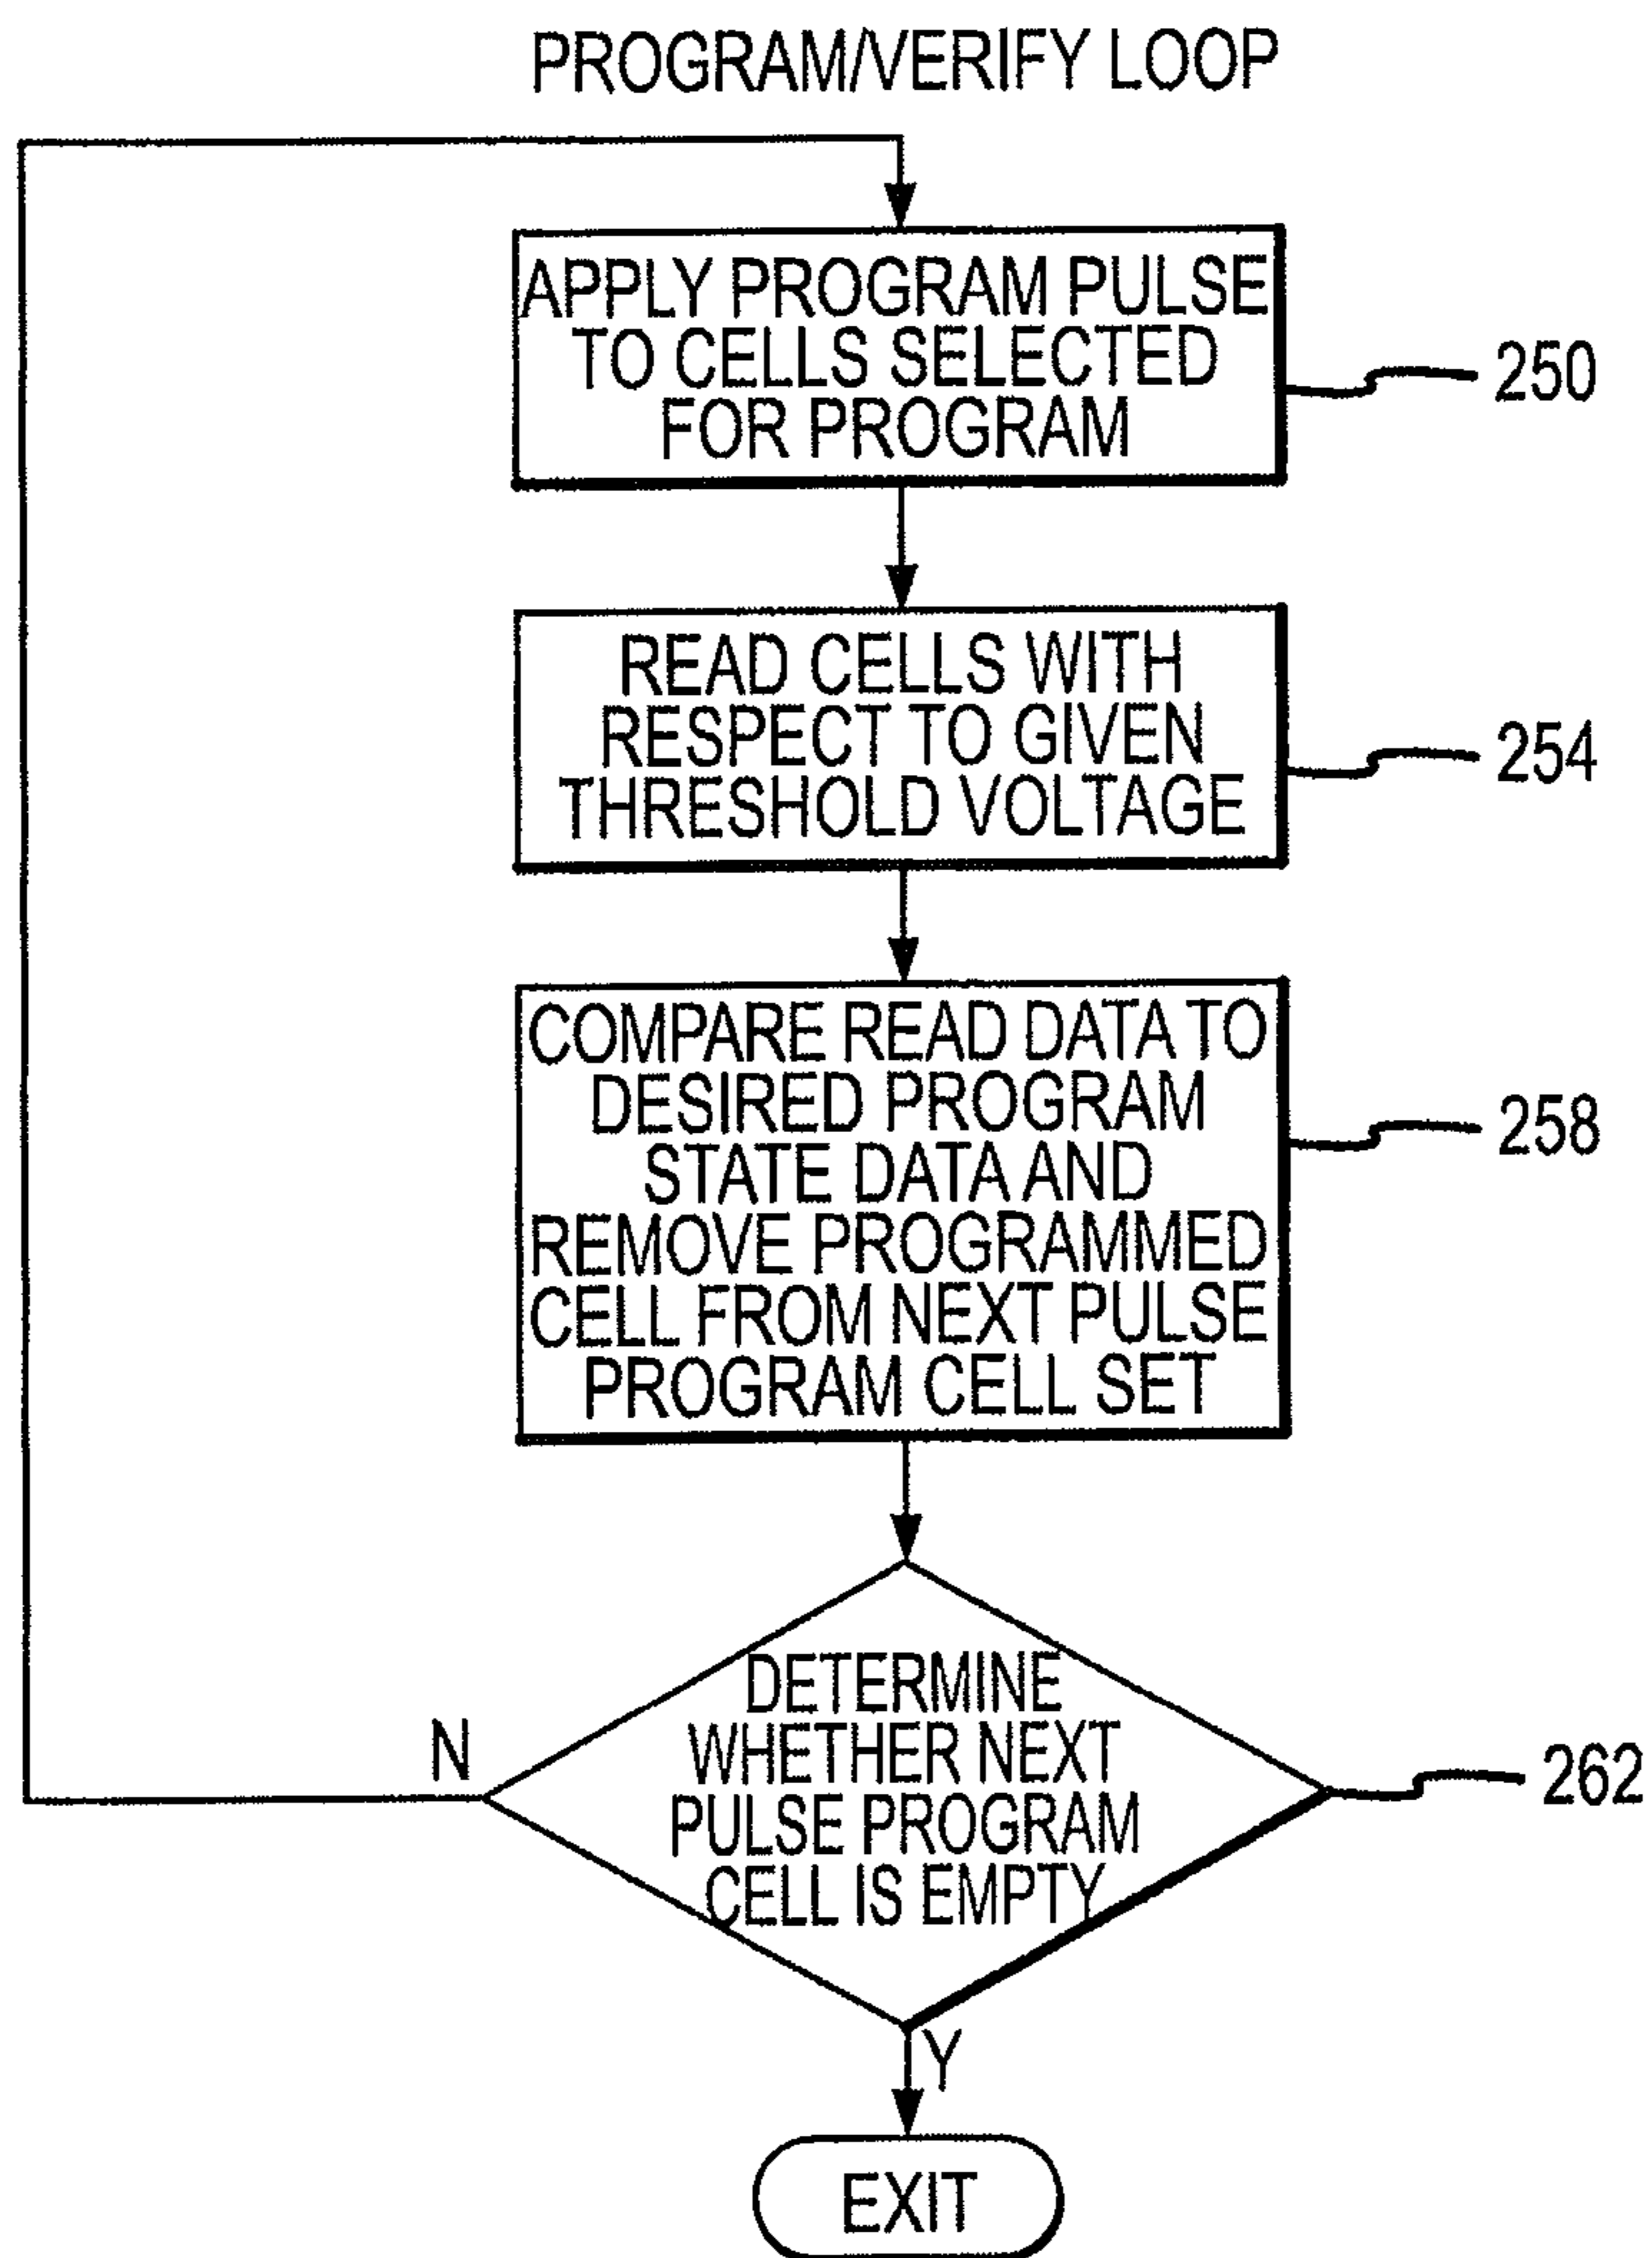 PROGRAM/VERIFY LOOP
APPLY PROGRAM PULSE
TO CELLS SELECTED
FOR PROGRAM
250
READ CELLS WITH
RESPECT TO GIVEN
THRESHOLD VOLTAGE
254
COMPARE READ DATA TO
DESIRED PROGRAM
STATE DATA AND
REMOVE PROGRAMMED
CELL FROM NEXT PULSE
PROGRAM CELL SET
258
DETERMINE
WHETHER NEXT
PULSE PROGRAM
CELL IS EMPTY
N
262
Y
EXIT